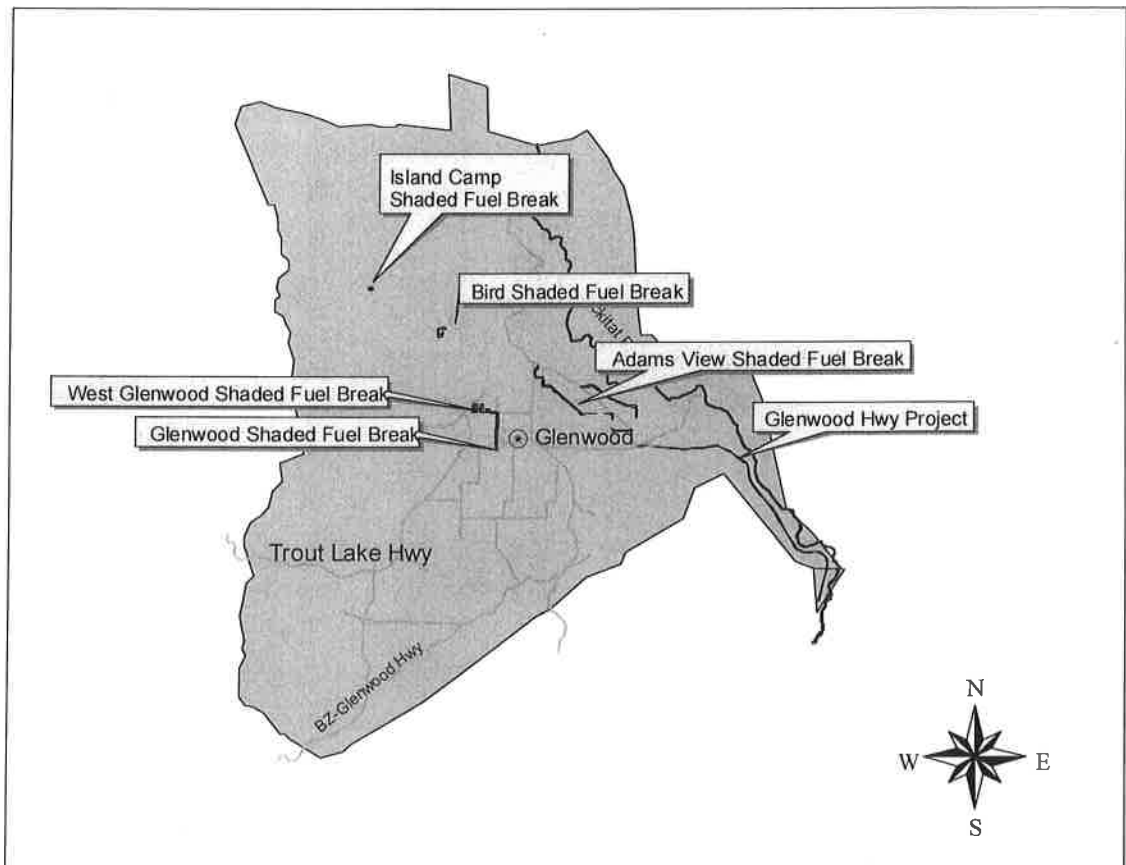 Island Camp
Shaded Fuel Break
Bird Shaded Fuel Break
Adams View Shaded Fuel Break
West Glenwood Shaded Fuel Break
Glenwood Hwy Project
Glenwood Shaded Fuel Break
Glenwood
Trout Lake Hwy
BZ-Glenwood Hwy
N
W
E
S